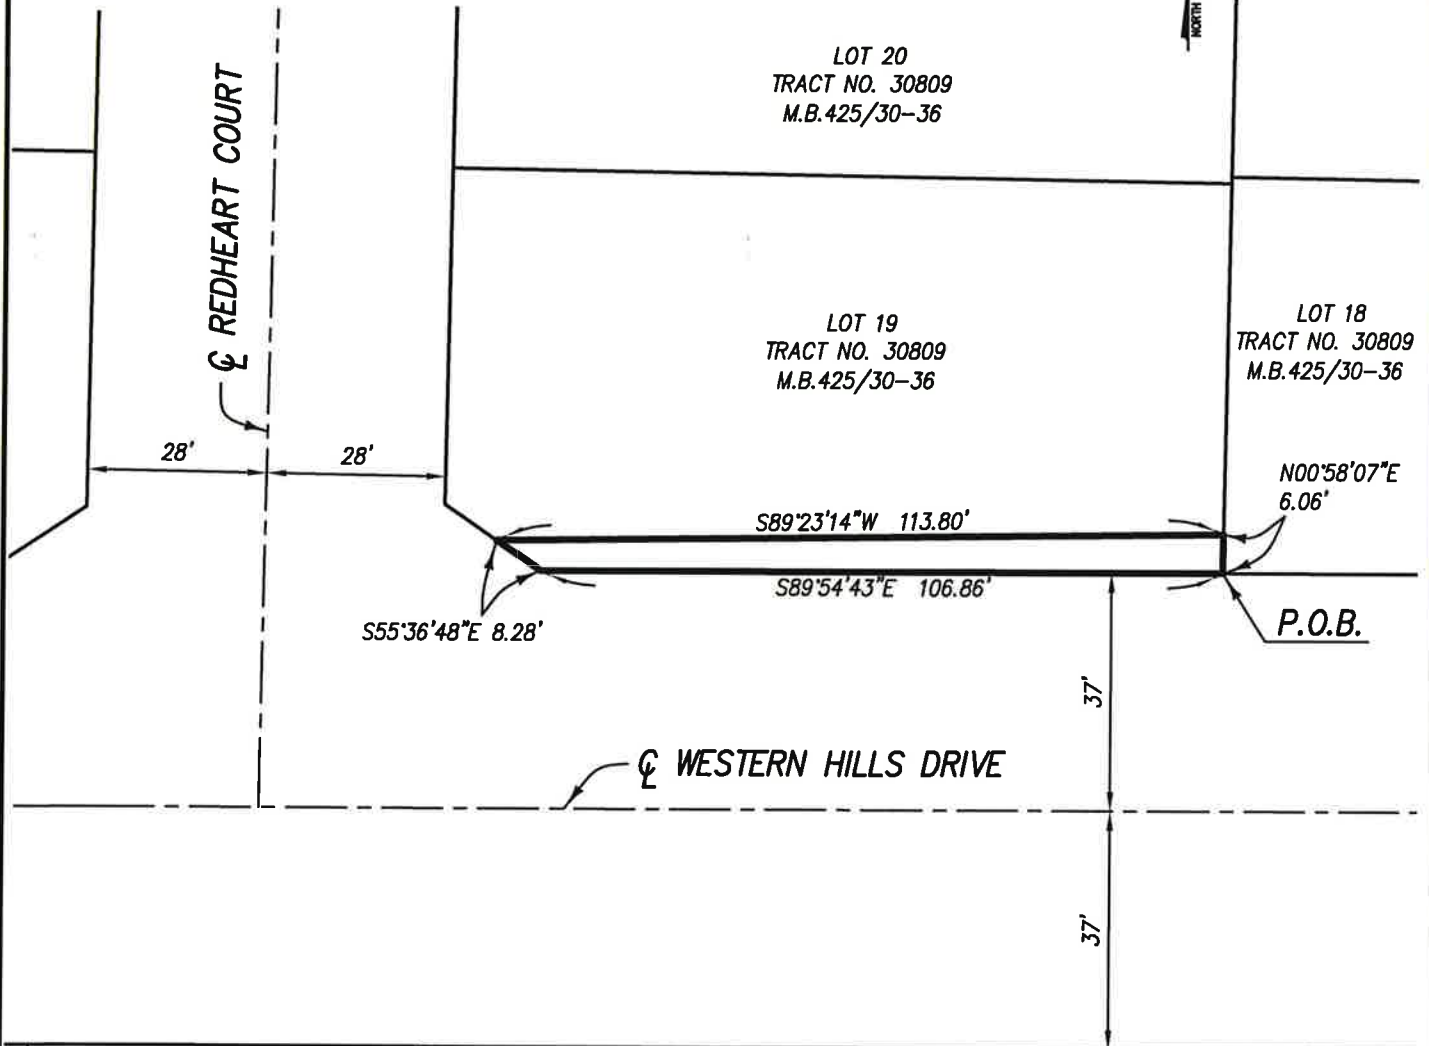 NORTH
LOT 20
TRACT NO. 30809
M.B.425/30-36
℄ REDHEART COURT
LOT 19
TRACT NO. 30809
M.B.425/30-36
LOT 18
TRACT NO. 30809
M.B.425/30-36
28'
28'
N00°58'07"E
6.06'
S89°23'14"W 113.80'
S89°54'43"E 106.86'
S55°36'48"E 8.28'
P.O.B.
37'
℄ WESTERN HILLS DRIVE
37'